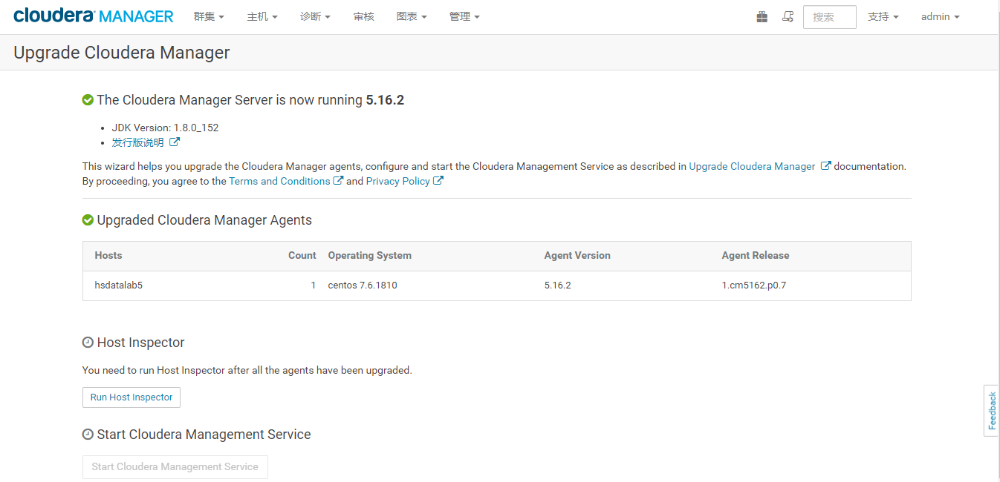 cloudera MANAGER 群集 主机 诊断 审核 图表 管理 搜索 支持 admin
Upgrade Cloudera Manager
The Cloudera Manager Server is now running 5.16.2
• JDK Version: 1.8.0_152
• 发行版说明
This wizard helps you upgrade the Cloudera Manager agents, configure and start the Cloudera Management Service as described in Upgrade Cloudera Manager documentation.
By proceeding, you agree to the Terms and Conditions and Privacy Policy
Upgraded Cloudera Manager Agents
Hosts Count Operating System Agent Version Agent Release
hsdatalab5 1 centos 7.6.1810 5.16.2 1.cm5162.p0.7
Host Inspector
You need to run Host Inspector after all the agents have been upgraded.
Run Host Inspector
Feedback
Start Cloudera Management Service
Start Cloudera Management Service